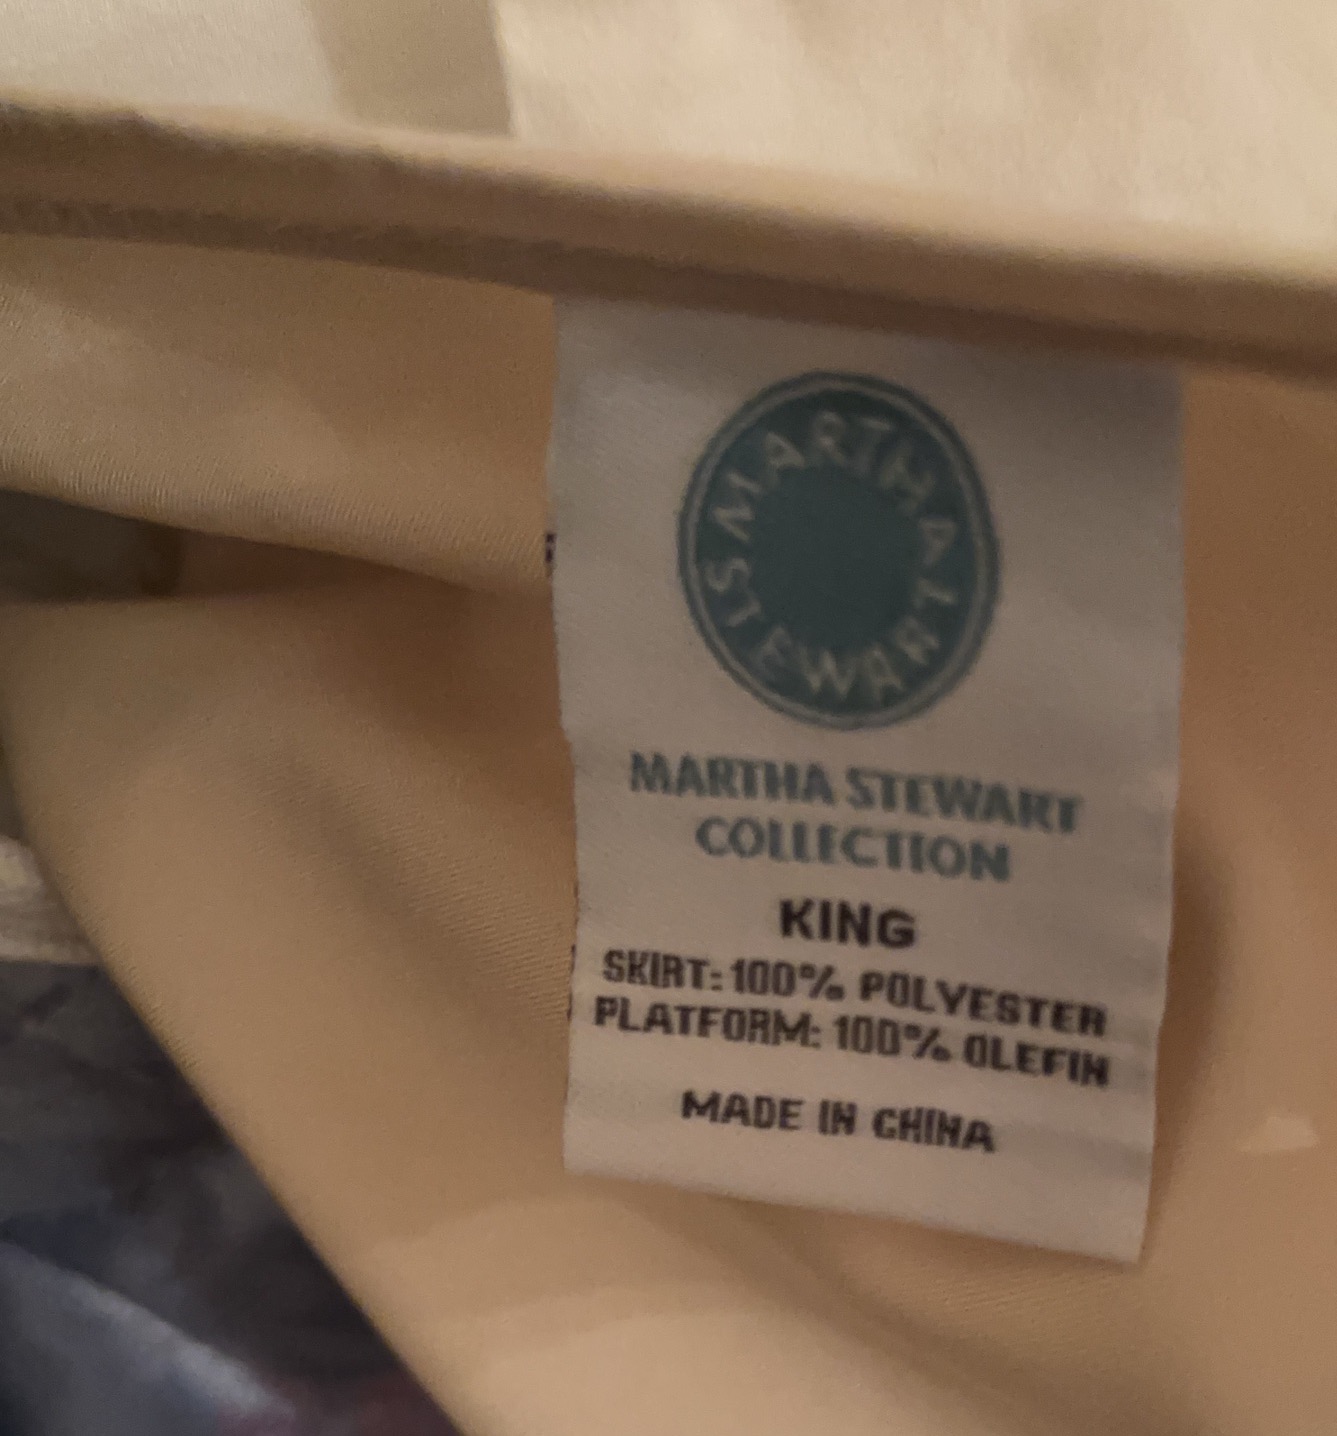 MARTHA
STEWART
MARTHA STEWART
COLLECTION
KING
SKIRT: 100% POLYESTER
PLATFORM: 100% OLEFIN
MADE IN CHINA